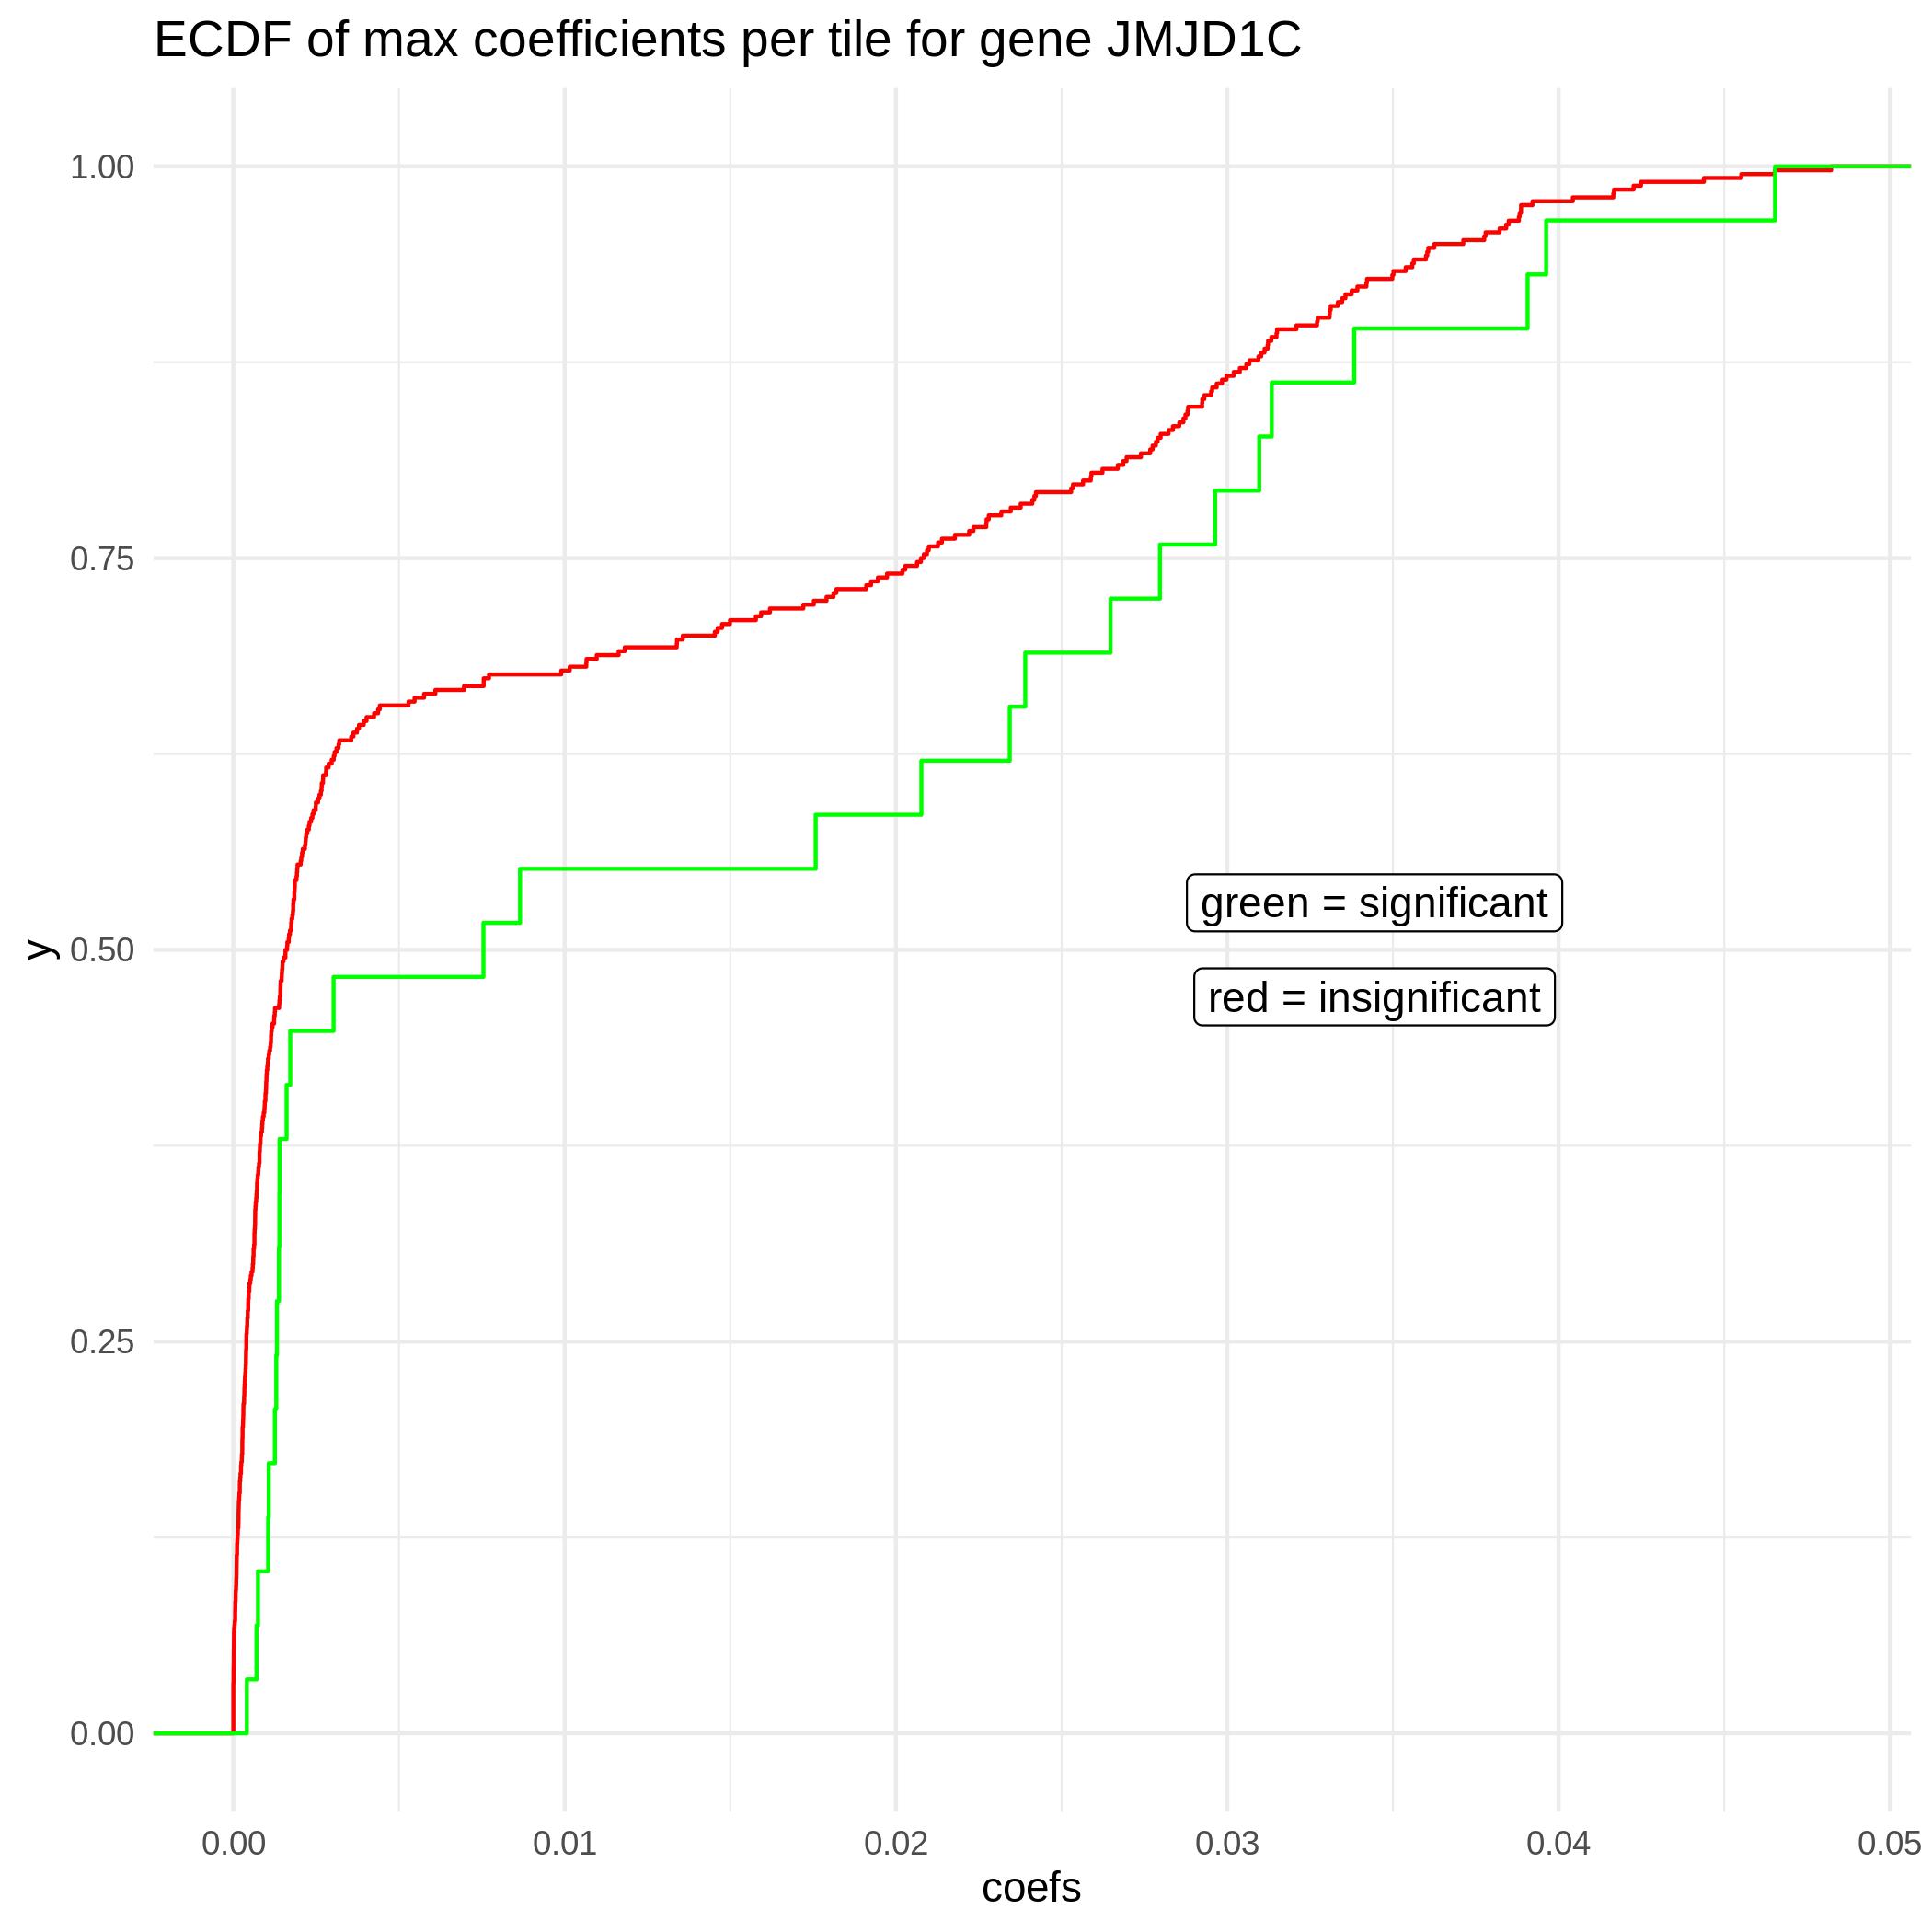 ECDF of max coefficients per tile for gene JMJD1C
1.00
0.75
0.50
0.25
0.00
y
green = significant
red = insignificant
0.00 0.01 0.02 0.03 0.04 0.05
coefs